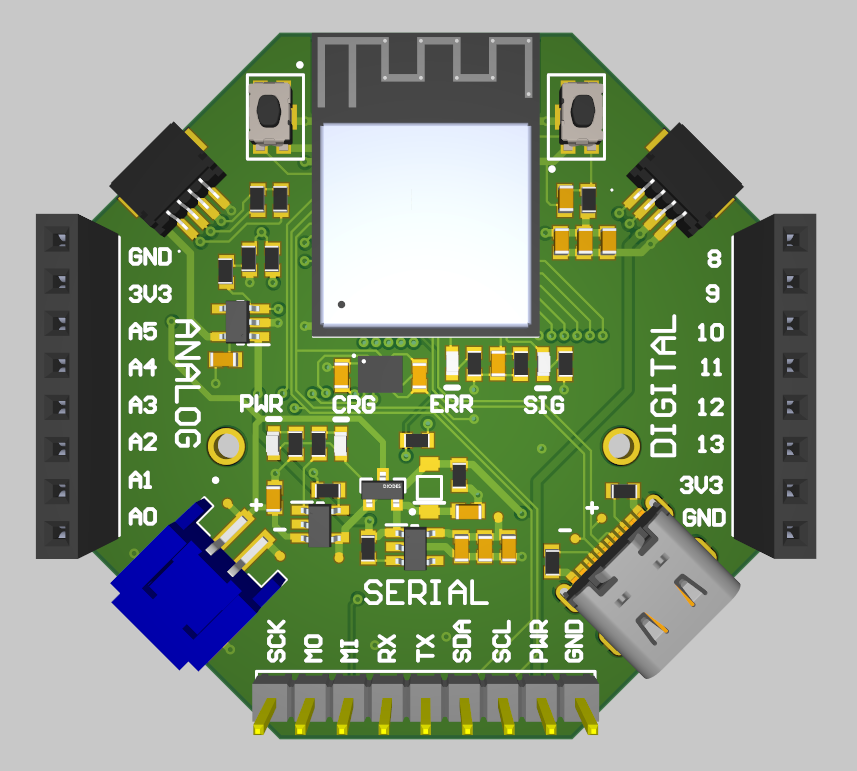 GND
3V3
A5
A4
A3
A2
A1
A0
ANALOG
8
9
10
11
12
13
3V3
GND
DIGITAL
PWR
CRG
ERR
SIG
DIODES
+
-
+
-
SERIAL
SCK
MO
MI
RX
TX
SDA
SCL
PWR
GND